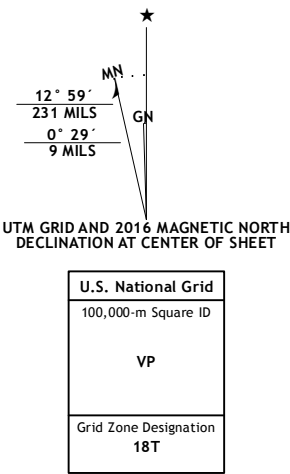 ★
MN
GN
12° 59´
231 MILS
0° 29´
9 MILS
UTM GRID AND 2016 MAGNETIC NORTH
DECLINATION AT CENTER OF SHEET
U.S. National Grid
100,000-m Square ID
VP
Grid Zone Designation
18T